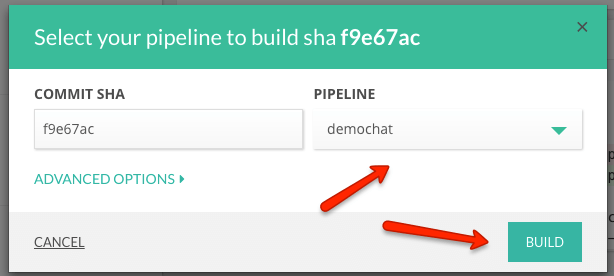 Select your pipeline to build sha f9e67ac
COMMIT SHA
PIPELINE
f9e67ac
demochat
ADVANCED OPTIONS
CANCEL
BUILD